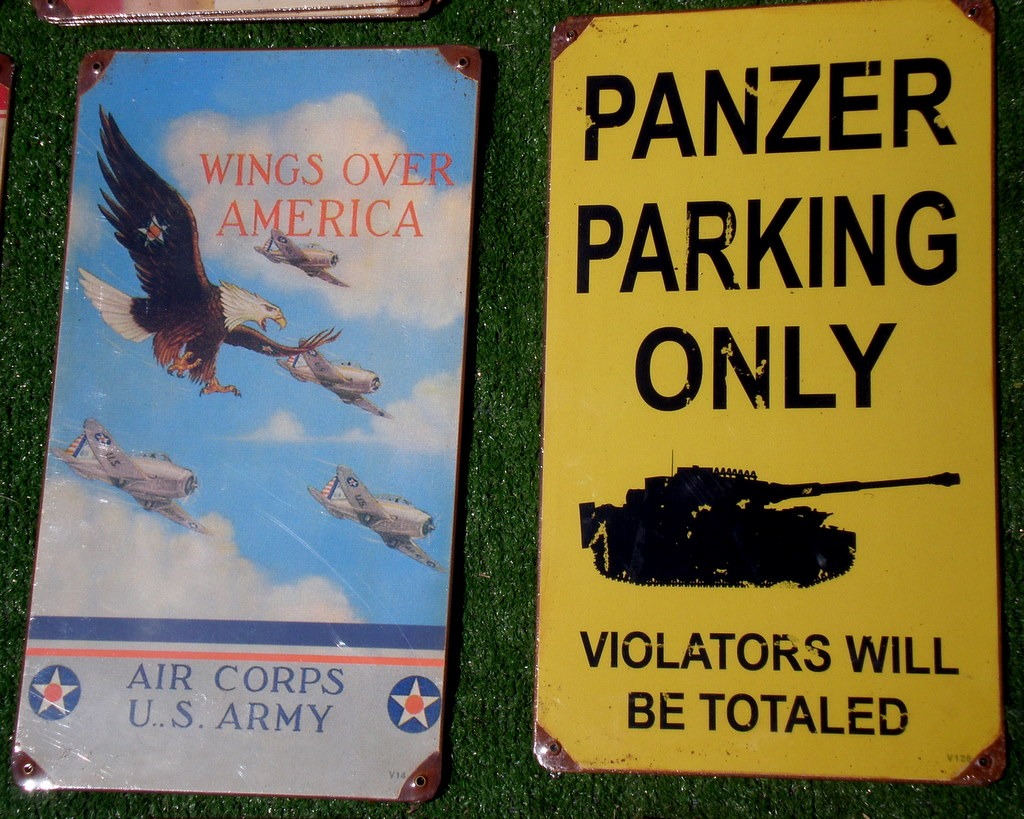 WINGS OVER
AMERICA
AIR CORPS
U.S. ARMY
PANZER
PARKING
ONLY
VIOLATORS WILL
BE TOTALED